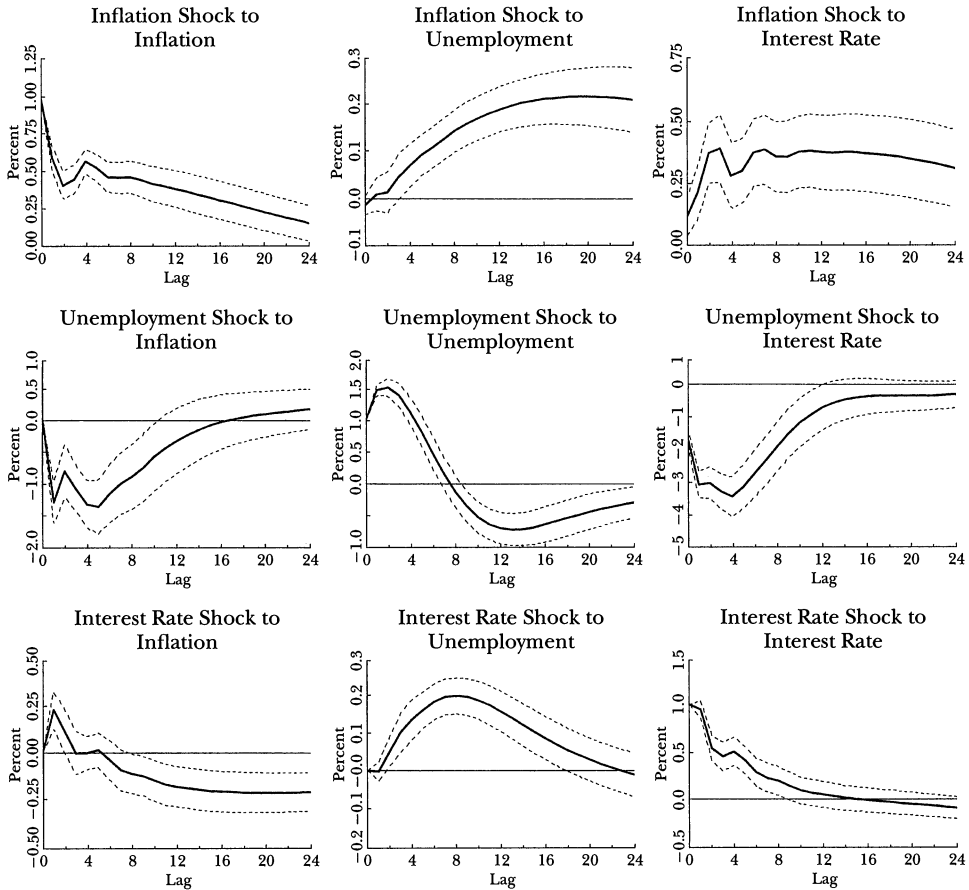 Inflation Shock to
Inflation
Percent
1.25
1.00
0.75
0.50
0.25
0.00
0 4 8 12 16 20 24
Lag
Inflation Shock to
Unemployment
Percent
0.3
0.2
0.1
0.0
−0.1
0 4 8 12 16 20 24
Lag
Inflation Shock to
Interest Rate
Percent
0.75
0.50
0.25
0.00
0 4 8 12 16 20 24
Lag
Unemployment Shock to
Inflation
Percent
1.0
0.5
0.0
−1.0
−2.0
0 4 8 12 16 20 24
Lag
Unemployment Shock to
Unemployment
Percent
2.0
1.5
1.0
0.5
0.0
−1.0
0 4 8 12 16 20 24
Lag
Unemployment Shock to
Interest Rate
Percent
1
0
−1
−2
−3
−4
−5
0 4 8 12 16 20 24
Lag
Interest Rate Shock to
Inflation
Percent
0.50
0.25
0.00
−0.25
−0.50
0 4 8 12 16 20 24
Lag
Interest Rate Shock to
Unemployment
Percent
0.3
0.2
0.1
−0.0
−0.1
−0.2
0 4 8 12 16 20 24
Lag
Interest Rate Shock to
Interest Rate
Percent
1.5
1.0
0.5
0.0
−0.5
0 4 8 12 16 20 24
Lag